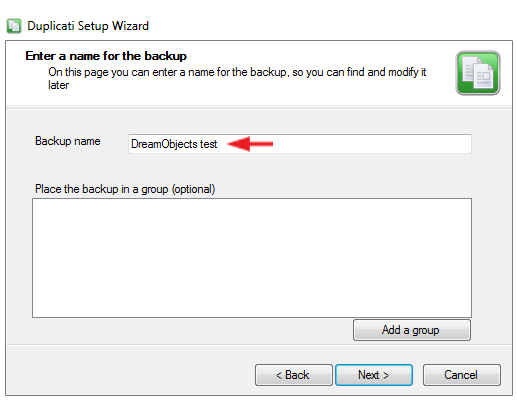 Duplicati Setup Wizard
Enter a name for the backup
On this page you can enter a name for the backup, so you can find and modify it
later
Backup name
DreamObjects test
Place the backup in a group (optional)
Add a group
< Back
Next >
Cancel